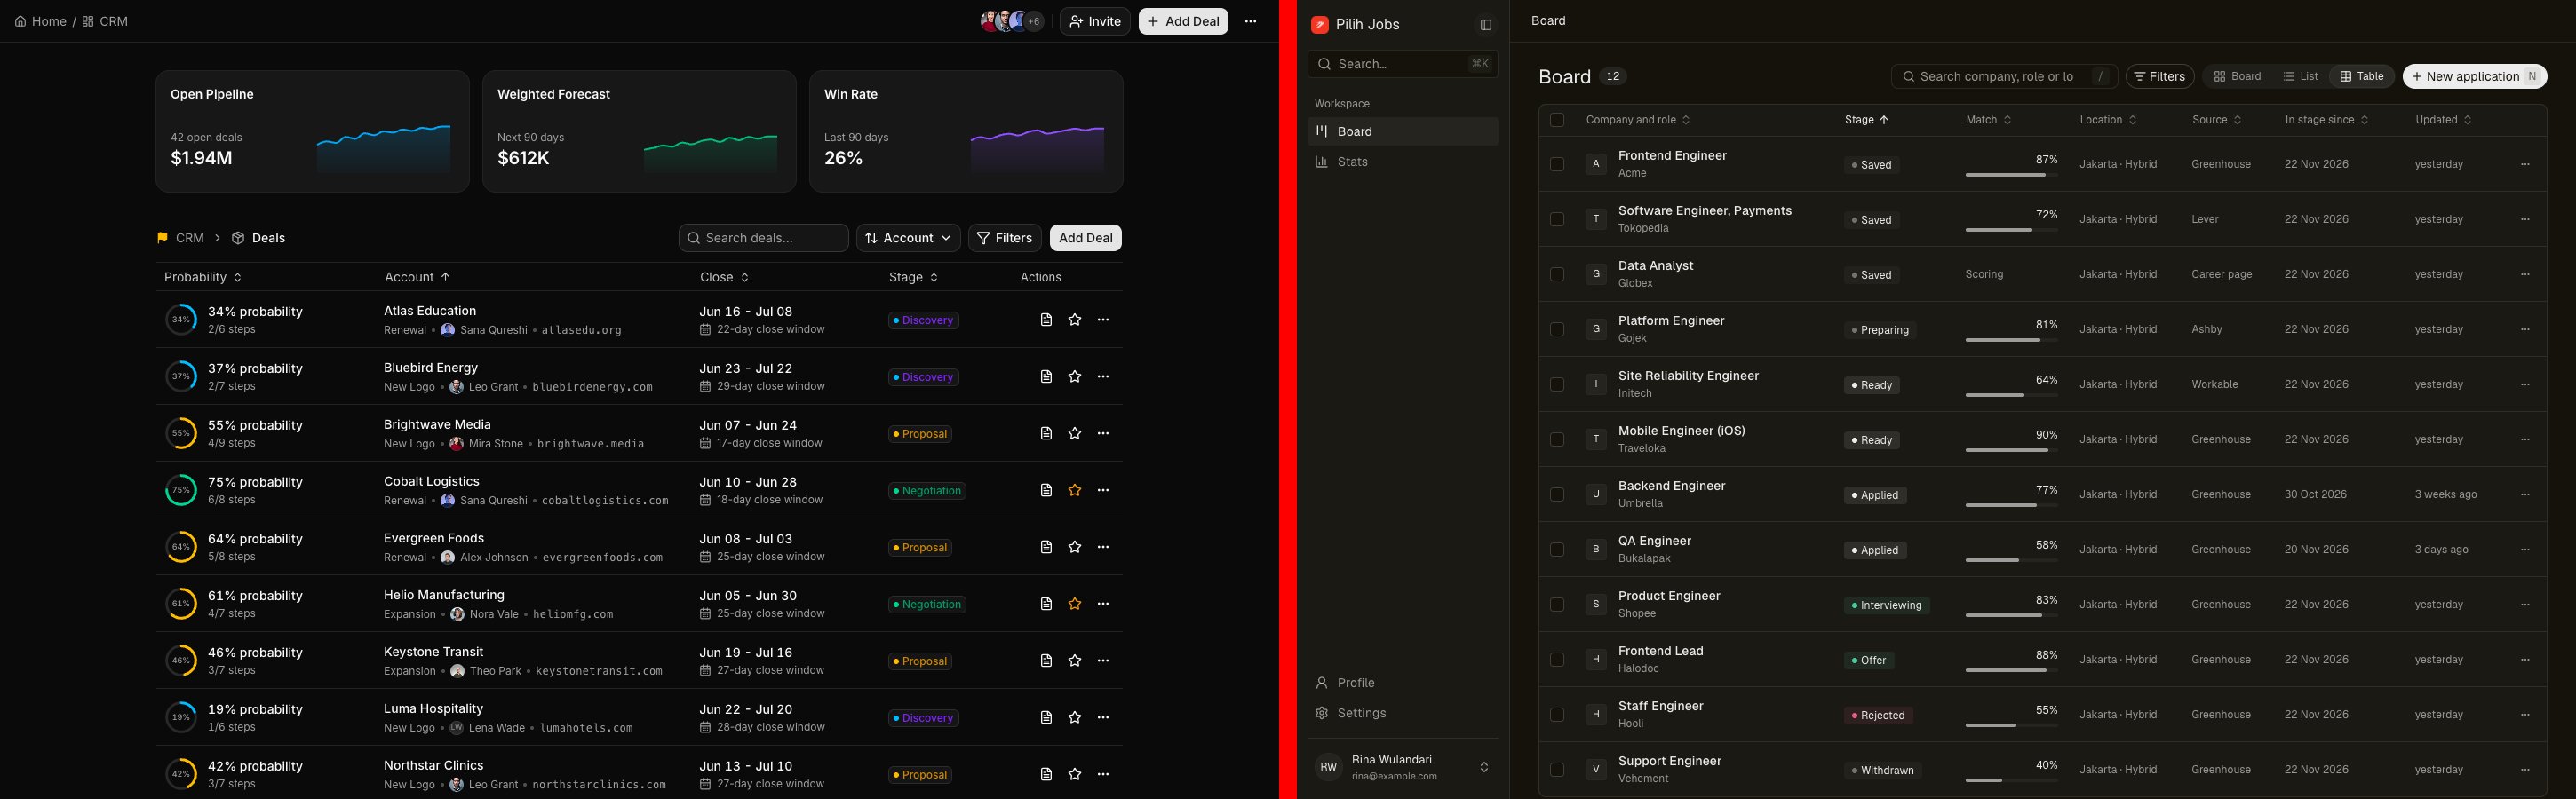 Home / CRM
+6
Invite
+ Add Deal
Open Pipeline
42 open deals
$1.94M
Weighted Forecast
Next 90 days
$612K
Win Rate
Last 90 days
26%
CRM > Deals
Search deals...
Account
Filters
Add Deal
Probability Account Close Stage Actions
34% 34% probability Atlas Education Jun 16 - Jul 08 Discovery
2/6 steps Renewal • Sana Qureshi • atlasedu.org 22-day close window
37% 37% probability Bluebird Energy Jun 23 - Jul 22 Discovery
2/7 steps New Logo • Leo Grant • bluebirdenergy.com 29-day close window
55% 55% probability Brightwave Media Jun 07 - Jun 24 Proposal
4/9 steps New Logo • Mira Stone • brightwave.media 17-day close window
75% 75% probability Cobalt Logistics Jun 10 - Jun 28 Negotiation
6/8 steps Renewal • Sana Qureshi • cobaltlogistics.com 18-day close window
64% 64% probability Evergreen Foods Jun 08 - Jul 03 Proposal
5/8 steps Renewal • Alex Johnson • evergreenfoods.com 25-day close window
61% 61% probability Helio Manufacturing Jun 05 - Jun 30 Negotiation
4/7 steps Expansion • Nora Vale • heliomfg.com 25-day close window
46% 46% probability Keystone Transit Jun 19 - Jul 16 Proposal
3/7 steps Expansion • Theo Park • keystonetransit.com 27-day close window
19% 19% probability Luma Hospitality Jun 22 - Jul 20 Discovery
1/6 steps New Logo • LW Lena Wade • lumahotels.com 28-day close window
42% 42% probability Northstar Clinics Jun 13 - Jul 10 Proposal
3/7 steps New Logo • Leo Grant • northstarclinics.com 27-day close window
Pilih Jobs
Search... ⌘K
Workspace
Board
Stats
Profile
Settings
RW Rina Wulandari
rina@example.com
Board
Board 12
Search company, role or lo /
Filters
Board List Table
+ New application N
Company and role Stage Match Location Source In stage since Updated
A Frontend Engineer Saved 87% Jakarta · Hybrid Greenhouse 22 Nov 2026 yesterday
Acme
T Software Engineer, Payments Saved 72% Jakarta · Hybrid Lever 22 Nov 2026 yesterday
Tokopedia
G Data Analyst Saved Scoring Jakarta · Hybrid Career page 22 Nov 2026 yesterday
Globex
G Platform Engineer Preparing 81% Jakarta · Hybrid Ashby 22 Nov 2026 yesterday
Gojek
I Site Reliability Engineer Ready 64% Jakarta · Hybrid Workable 22 Nov 2026 yesterday
Initech
T Mobile Engineer (iOS) Ready 90% Jakarta · Hybrid Greenhouse 22 Nov 2026 yesterday
Traveloka
U Backend Engineer Applied 77% Jakarta · Hybrid Greenhouse 30 Oct 2026 3 weeks ago
Umbrella
B QA Engineer Applied 58% Jakarta · Hybrid Greenhouse 20 Nov 2026 3 days ago
Bukalapak
S Product Engineer Interviewing 83% Jakarta · Hybrid Greenhouse 22 Nov 2026 yesterday
Shopee
H Frontend Lead Offer 88% Jakarta · Hybrid Greenhouse 22 Nov 2026 yesterday
Halodoc
H Staff Engineer Rejected 55% Jakarta · Hybrid Greenhouse 22 Nov 2026 yesterday
Hooli
V Support Engineer Withdrawn 40% Jakarta · Hybrid Greenhouse 22 Nov 2026 yesterday
Vehement